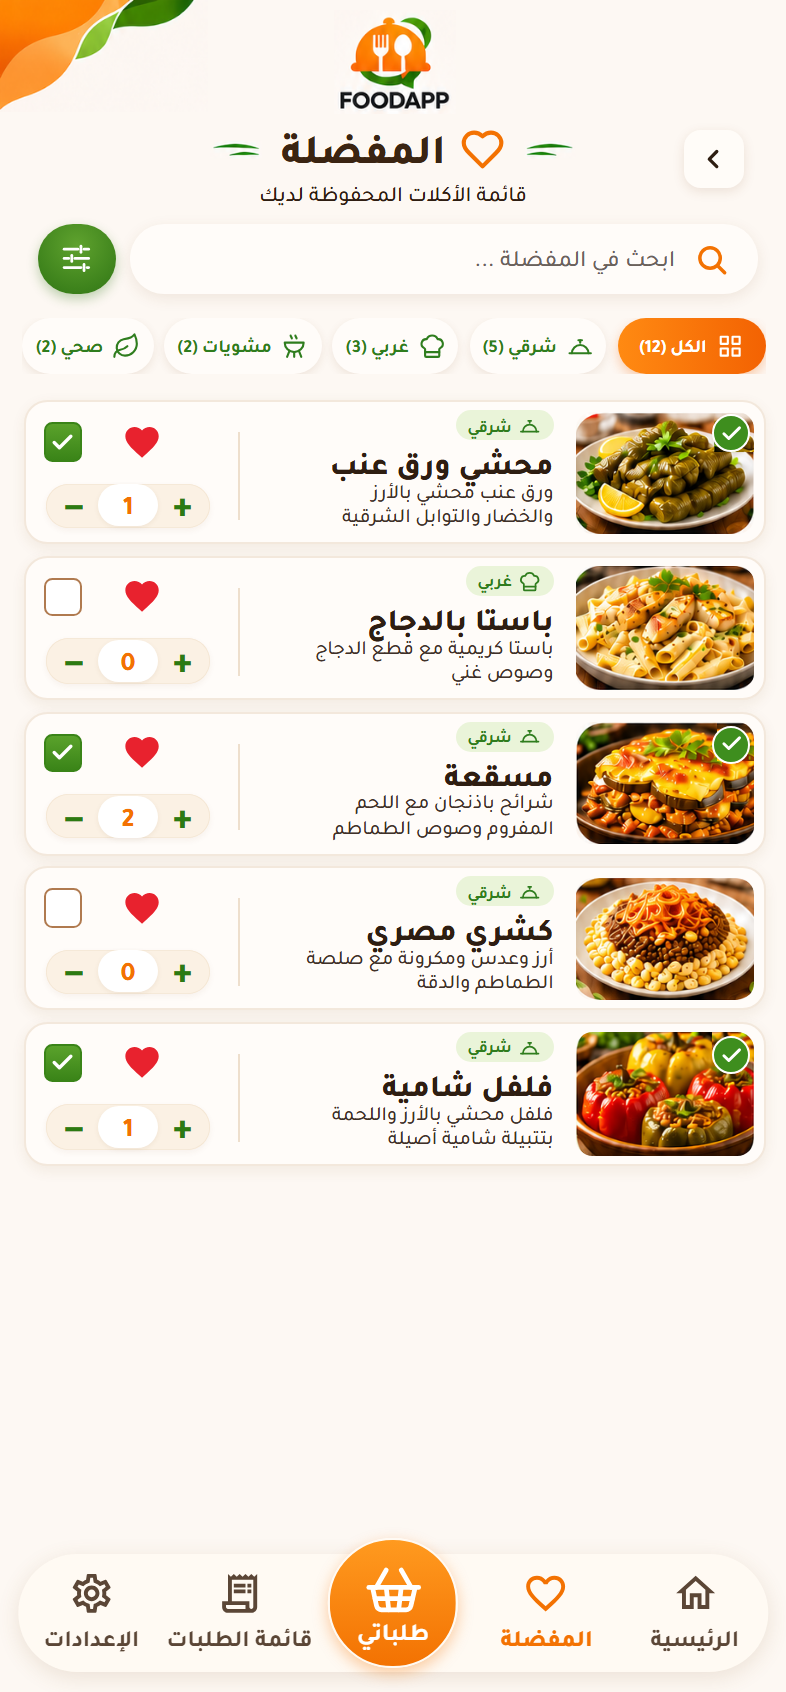 FOODAPP
المفضلة
قائمة الأكلات المحفوظة لديك
ابحث في المفضلة ...
الكل (12)
شرقي (5)
غربي (3)
مشويات (2)
صحي (2)
شرقي
محشي ورق عنب
ورق عنب محشي بالأرز
والخضار والتوابل الشرقية
+ 1 −
غربي
باستا بالدجاج
باستا كريمية مع قطع الدجاج
وصوص غني
+ 0 −
شرقي
مسقعة
شرائح باذنجان مع اللحم
المفروم وصوص الطماطم
+ 2 −
شرقي
كشري مصري
أرز وعدس ومكرونة مع صلصة
الطماطم والدقة
+ 0 −
شرقي
فلفل شامية
فلفل محشي بالأرز واللحمة
بتتبيلة شامية أصيلة
+ 1 −
الرئيسية
المفضلة
طلباتي
قائمة الطلبات
الإعدادات